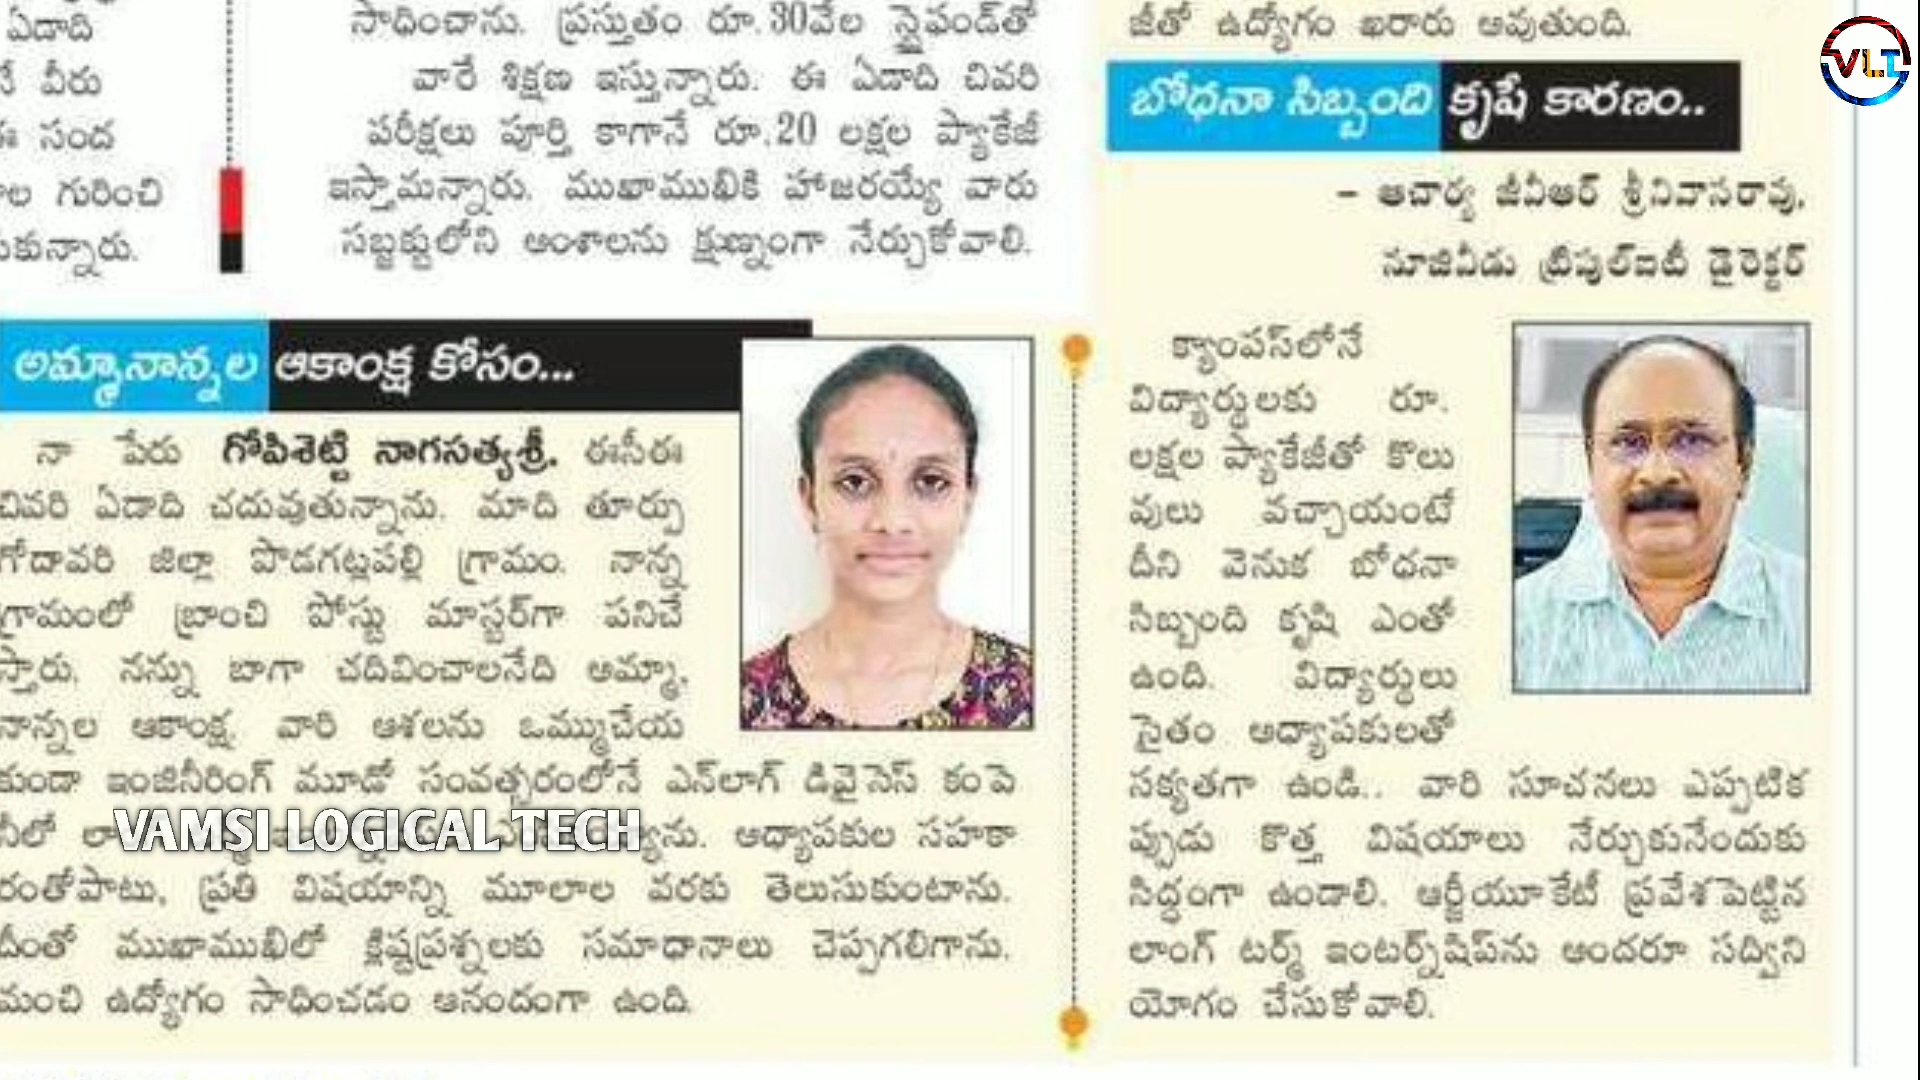 ఏడాది
నే వీరు
ఈ సంద
గురించి
కున్నారు.
సాధించాను. ప్రస్తుతం రూ.30వేల స్టైఫండ్‌తో
వారే శిక్షణ ఇస్తున్నారు. ఈ ఏడాది చివరి
పరీక్షలు పూర్తి కాగానే రూ.20 లక్షల ప్యాకేజీ
ఇస్తామన్నారు. ముఖాముఖికి హాజరయ్యే వారు
సబ్జక్టులోని అంశాలను క్షుణ్నంగా నేర్చుకోవాలి.
అమ్మానాన్నల ఆకాంక్ష కోసం...
నా పేరు గోపిశెట్టి నాగసత్యశ్రీ. ఈసీఈ
చివరి ఏడాది చదువుతున్నాను. మాది తూర్పు
గోదావరి జిల్లా పొడగట్లపల్లి గ్రామం. నాన్న
గ్రామంలో బ్రాంచి పోస్టు మాస్టర్‌గా పనిచే
స్తారు. నన్ను బాగా చదివించాలనేది అమ్మా,
నాన్నల ఆకాంక్ష. వారి ఆశలను ఒమ్ముచేయ
కుండా ఇంజినీరింగ్ మూడో సంవత్సరంలోనే ఎన్‌లాగ్ డివైసెస్ కంపె
నీలో
VAMSI LOGICAL TECH
అధ్యాపకుల సహకా
రంతోపాటు, ప్రతి విషయాన్ని మూలాల వరకు తెలుసుకుంటాను.
దీంతో ముఖాముఖిలో క్లిష్టప్రశ్నలకు సమాధానాలు చెప్పగలిగాను.
మంచి ఉద్యోగం సాధించడం ఆనందంగా ఉంది.
జీతో ఉద్యోగం ఖరారు అవుతుంది.
VLT
బోధనా సిబ్బంది కృషే కారణం..
– ఆచార్య జీవీఆర్ శ్రీనివాసరావు,
నూజివీడు ట్రిపుల్ఐటీ డైరెక్టర్
క్యాంపస్‌లోనే
విద్యార్థులకు రూ.
లక్షల ప్యాకేజీతో కొలు
వులు వచ్చాయంటే
దీని వెనుక బోధనా
సిబ్బంది కృషి ఎంతో
ఉంది. విద్యార్థులు
సైతం అధ్యాపకులతో
సక్యతగా ఉండి.. వారి సూచనలు ఎప్పటిక
ప్పుడు కొత్త విషయాలు నేర్చుకునేందుకు
సిద్ధంగా ఉండాలి. ఆర్జీయూకేటీ ప్రవేశపెట్టిన
లాంగ్ టర్మ్ ఇంటర్న్‌షిప్‌ను అందరూ సద్విని
యోగం చేసుకోవాలి.